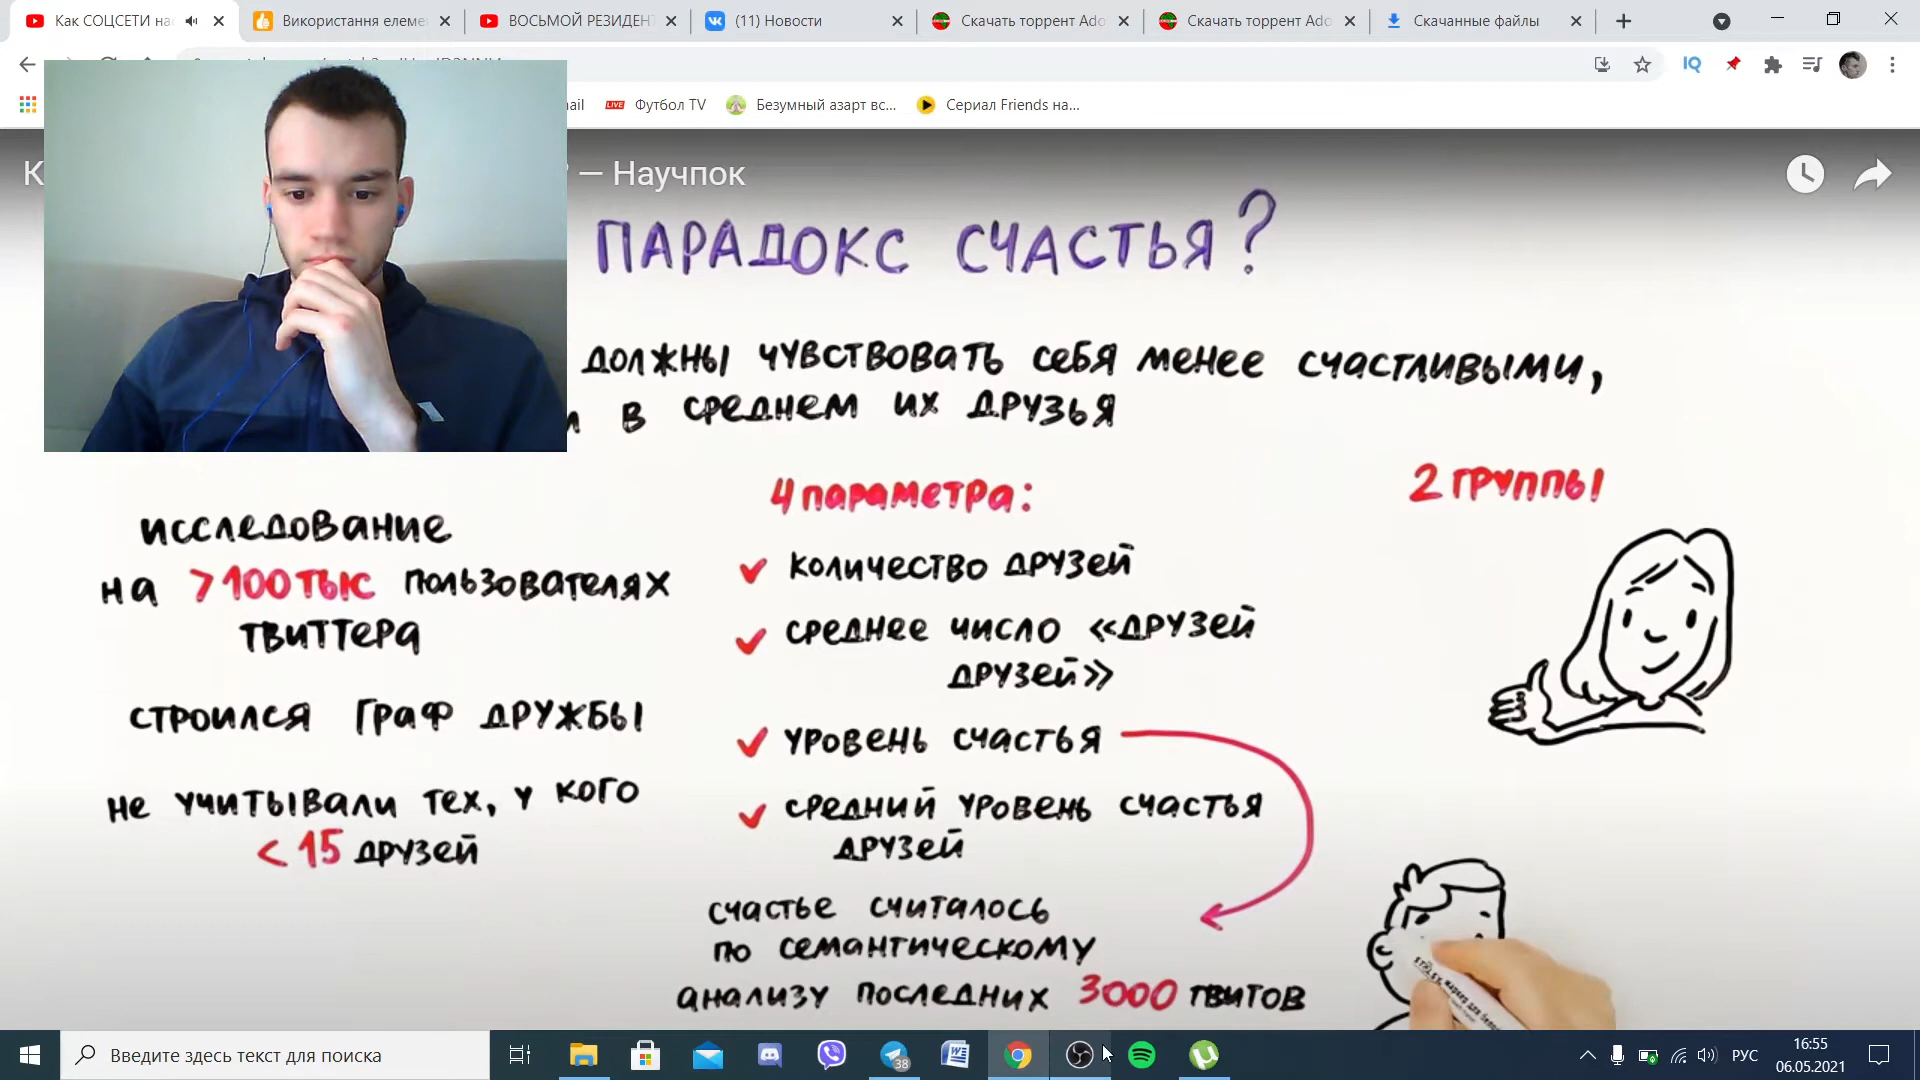 Как СОЦСЕТИ на
Використання елеме
ВОСЬМОЙ РЕЗИДЕН
(11) Новости
Скачать торрент Ado
Скачать торрент Ado
Скачанные файлы
IQ
ail
LIVE Футбол TV
Безумный азарт вс...
Сериал Friends на...
К
— Научпок
ПАРАДОКС СЧАСТЬЯ?
ДОЛЖНЫ ЧУВСТВОВАТЬ СЕБЯ МЕНЕЕ СЧАСТЛИВЫМИ,
В СРЕДНЕМ ИХ ДРУЗЬЯ
ИССЛЕДОВАНИЕ
НА >100ТЫС ПОЛЬЗОВАТЕЛЯХ
ТВИТТЕРА
СТРОИЛСЯ ГРАФ ДРУЖБЫ
НЕ УЧИТЫВАЛИ ТЕХ, У КОГО
< 15 ДРУЗЕЙ
4 параметра:
КОЛИЧЕСТВО ДРУЗЕЙ
СРЕДНЕЕ ЧИСЛО «ДРУЗЕЙ
ДРУЗЕЙ»
УРОВЕНЬ СЧАСТЬЯ
СРЕДНИЙ УРОВЕНЬ СЧАСТЬЯ
ДРУЗЕЙ
СЧАСТЬЕ СЧИТАЛОСЬ
ПО СЕМАНТИЧЕСКОМУ
АНАЛИЗУ ПОСЛЕДНИХ 3000 ТВИТОВ
2 ГРУППЫ
Введите здесь текст для поиска
38
РУС
16:55
06.05.2021